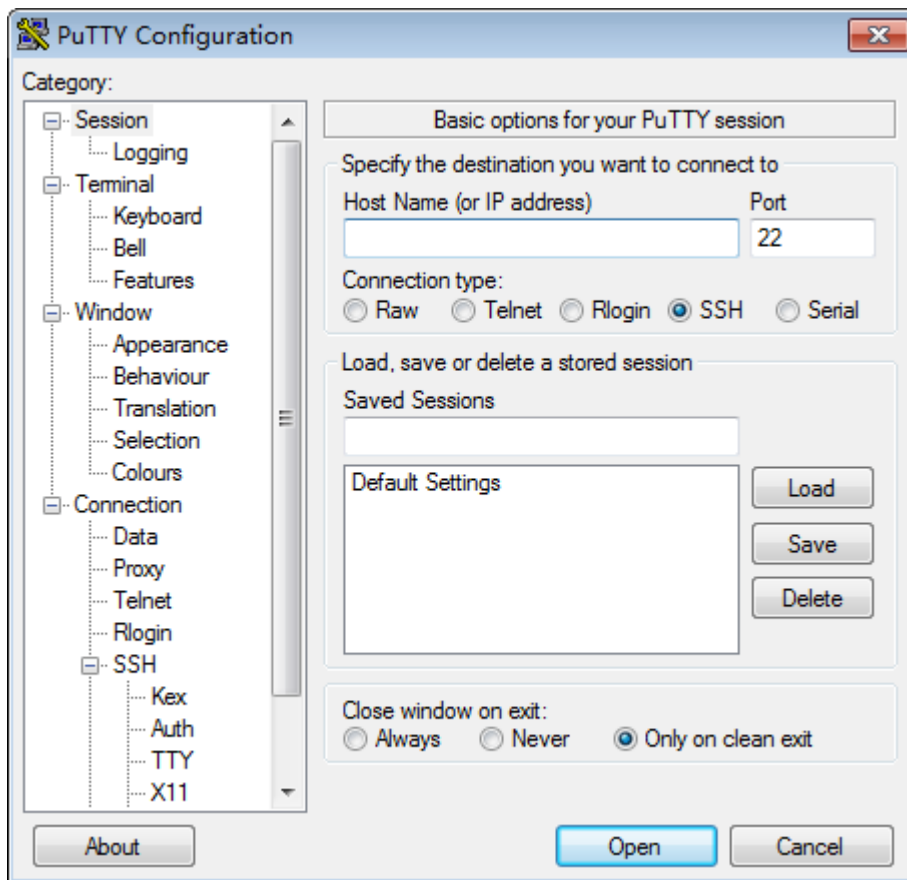 PuTTY Configuration
Category:
Session
Logging
Terminal
Keyboard
Bell
Features
Window
Appearance
Behaviour
Translation
Selection
Colours
Connection
Data
Proxy
Telnet
Rlogin
SSH
Kex
Auth
TTY
X11
Basic options for your PuTTY session
Specify the destination you want to connect to
Host Name (or IP address) Port
22
Connection type:
Raw Telnet Rlogin SSH Serial
Load, save or delete a stored session
Saved Sessions
Default Settings
Load
Save
Delete
Close window on exit:
Always Never Only on clean exit
About Open Cancel